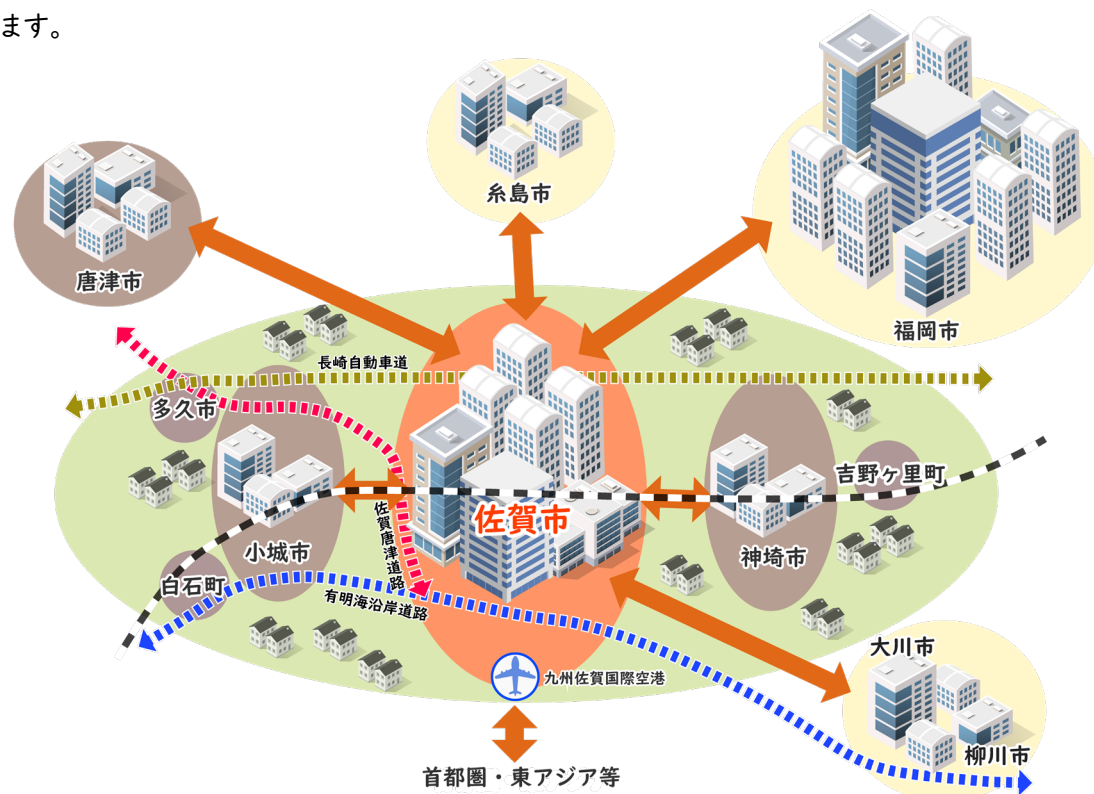 ます。
糸島市
唐津市
福岡市
長崎自動車道
多久市
吉野ヶ里町
佐賀市
佐賀唐津道路
小城市
神埼市
白石町
有明海沿岸道路
大川市
九州佐賀国際空港
柳川市
首都圏・東アジア等